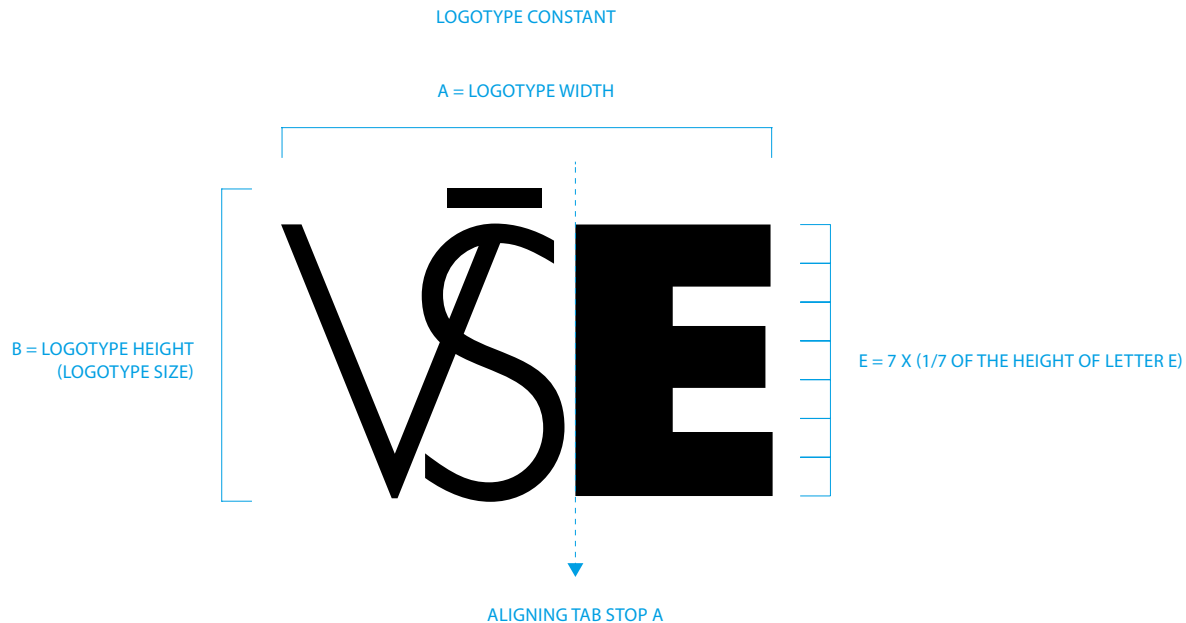 LOGOTYPE CONSTANT
A = LOGOTYPE WIDTH
VS̄E
B = LOGOTYPE HEIGHT
(LOGOTYPE SIZE)
E = 7 X (1/7 OF THE HEIGHT OF LETTER E)
ALIGNING TAB STOP A